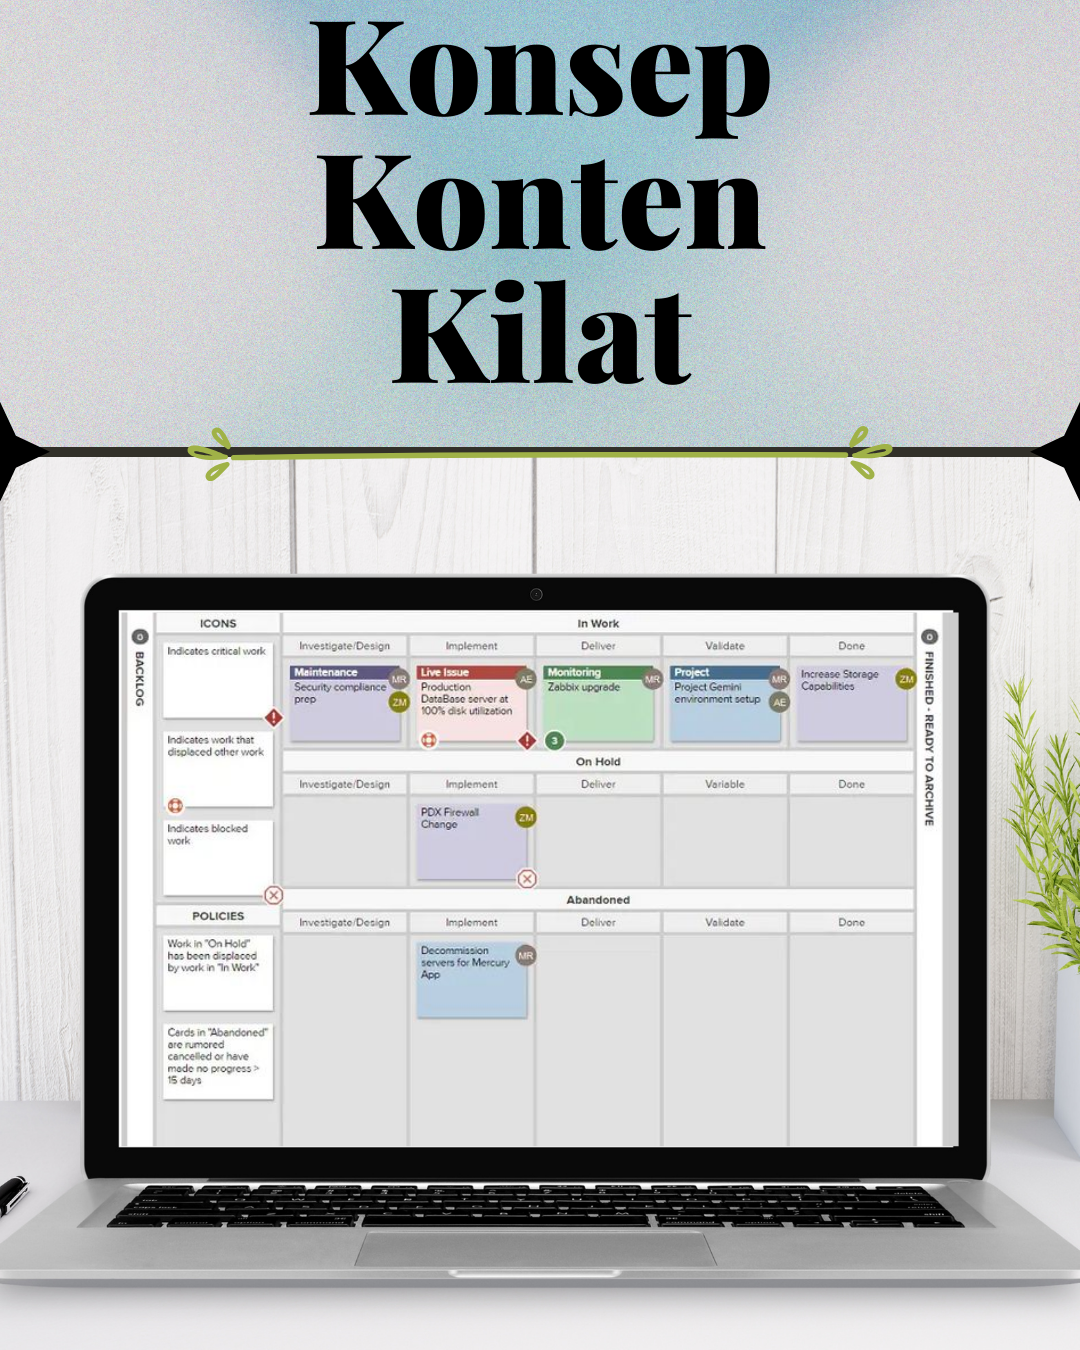 Konsep
Konten
Kilat
0
BACKLOG
ICONS
Indicates critical work
Indicates work that
displaced other work
Indicates blocked
work
POLICIES
Work in "On Hold"
has been displaced
by work in "In Work"
Cards in "Abandoned"
are rumored
cancelled or have
made no progress >
15 days
In Work
Investigate/Design
Implement
Deliver
Validate
Done
Maintenance
Security compliance
prep
MR
ZM
Live Issue
Production
DataBase server at
100% disk utilization
AE
Monitoring
Zabbix upgrade
MR
3
Project
Project Gemini
environment setup
MR
AE
Increase Storage
Capabilities
ZM
On Hold
Investigate/Design
Implement
Deliver
Variable
Done
PDX Firewall
Change
ZM
Abandoned
Investigate/Design
Implement
Deliver
Validate
Done
Decommission
servers for Mercury
App
MR
0
FINISHED - READY TO ARCHIVE